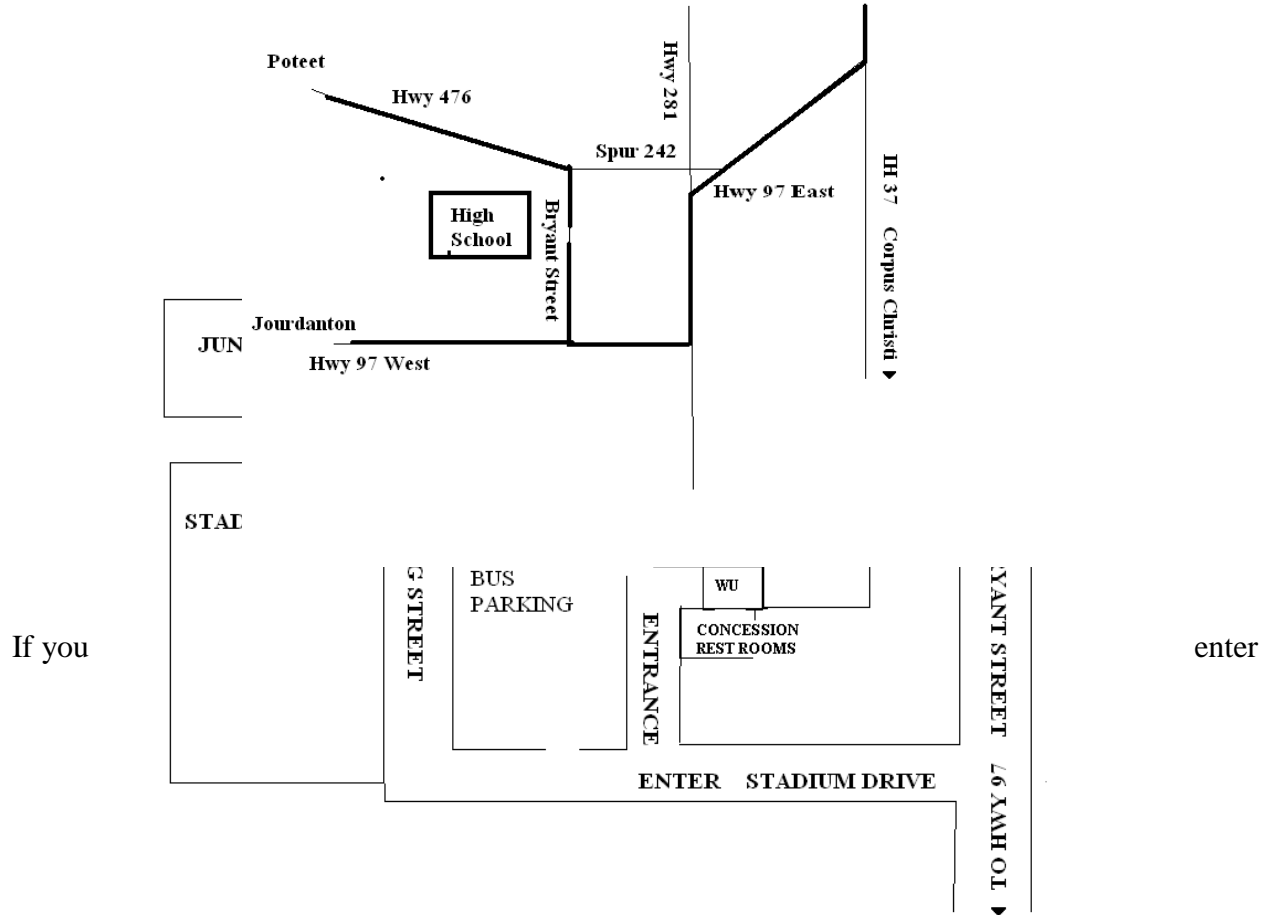 Poteet
Hwy 476
Hwy 281
Spur 242
Hwy 97 East
IH 37 Corpus Christi
High
School
Bryant Street
Jourdanton
Hwy 97 West
JUN
STAD
G STREET
BUS
PARKING
WU
CONCESSION
REST ROOMS
ENTRANCE
YANT STREET
TO HWY 97
If you
enter
ENTER STADIUM DRIVE